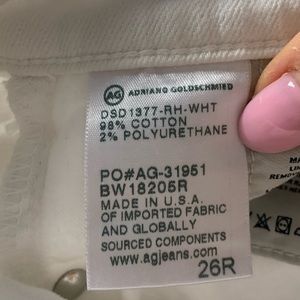 AG ADRIANO GOLDSCHMIED
DSD1377-RH-WHT
98% COTTON
2% POLYURETHANE
PO#AG-31951
BW18205R
MADE IN U.S.A.
OF IMPORTED FABRIC
AND GLOBALLY
SOURCED COMPONENTS
www.agjeans.com
26R